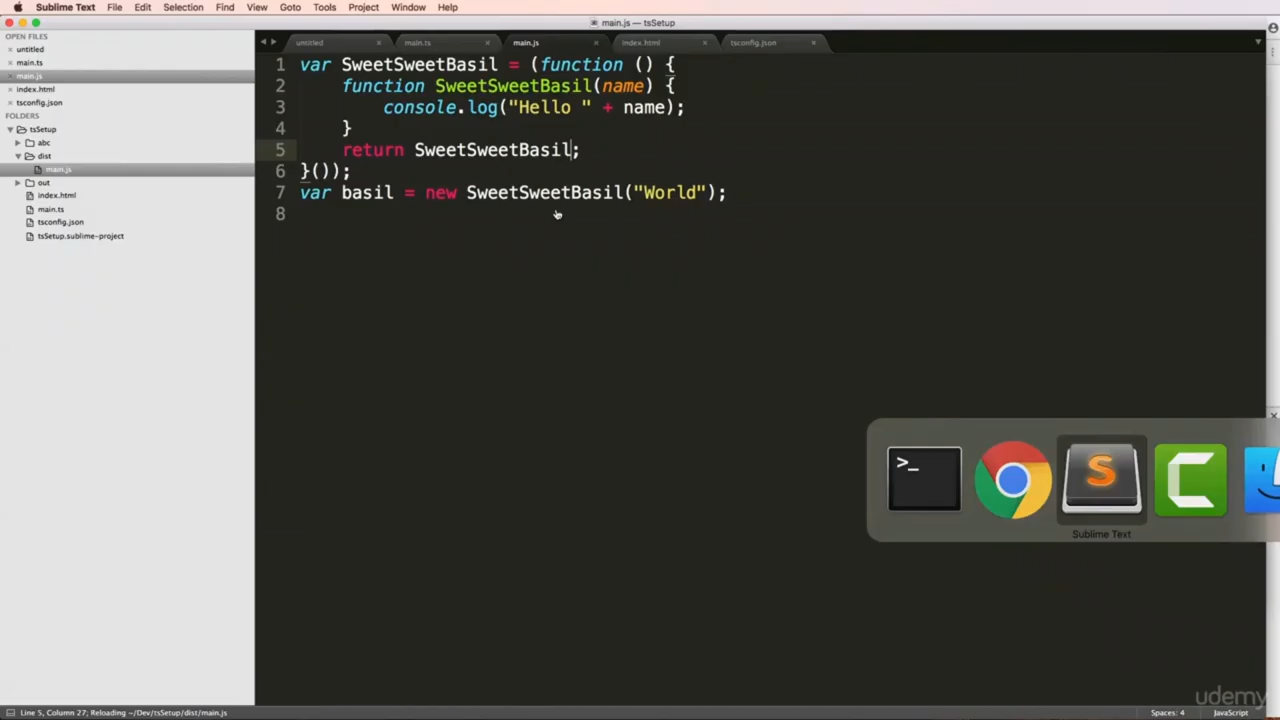 Sublime Text File Edit Selection Find View Goto Tools Project Window Help
main.js — tsSetup
OPEN FILES
untitled
main.ts
main.js
index.html
tsconfig.json
FOLDERS
tsSetup
abc
dist
main.js
out
index.html
main.ts
tsconfig.json
tsSetup.sublime-project
untitled main.ts main.js index.html tsconfig.json
1 var SweetSweetBasil = (function () {
2 function SweetSweetBasil(name) {
3 console.log("Hello " + name);
4 }
5 return SweetSweetBasil;
6 }());
7 var basil = new SweetSweetBasil("World");
8
>_
S
C
Sublime Text
udemy
Line 5, Column 27; Reloading ~/Dev/tsSetup/dist/main.js
Spaces: 4
JavaScript